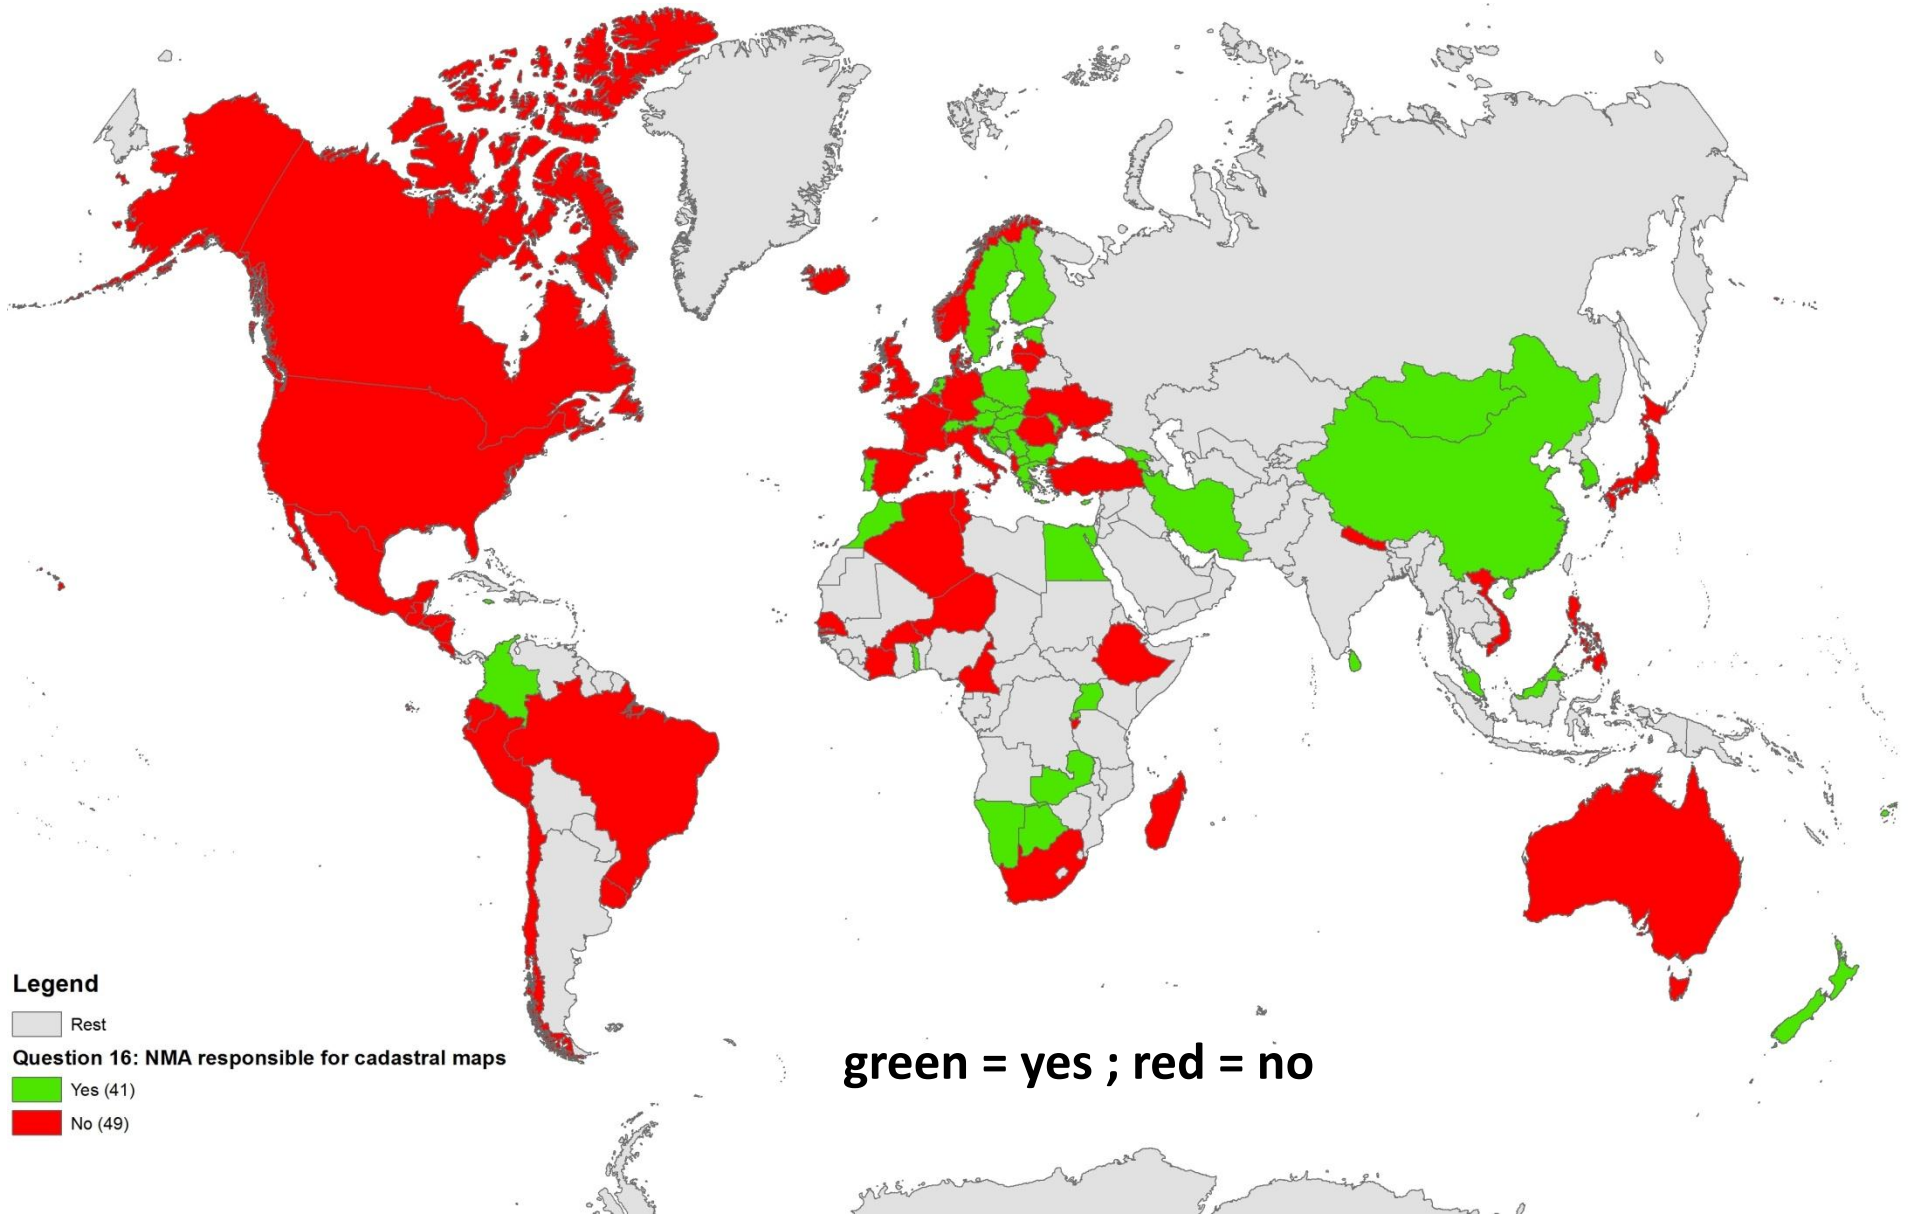 Legend
Rest
Question 16: NMA responsible for cadastral maps
Yes (41)
No (49)
green = yes ; red = no